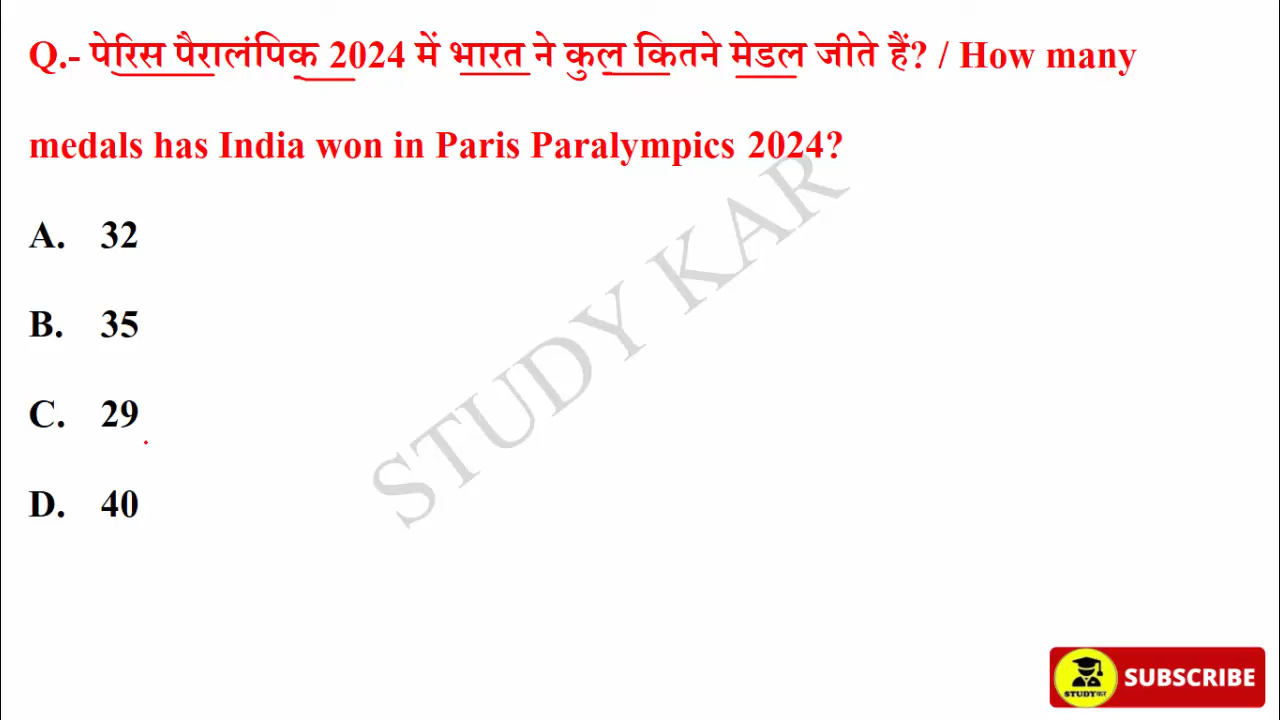 Q.- पेरिस पैरालंपिक 2024 में भारत ने कुल कितने मेडल जीते हैं? / How many
medals has India won in Paris Paralympics 2024?
A. 32
B. 35
C. 29
D. 40
STUDY KAR
SUBSCRIBE
STUDYकर